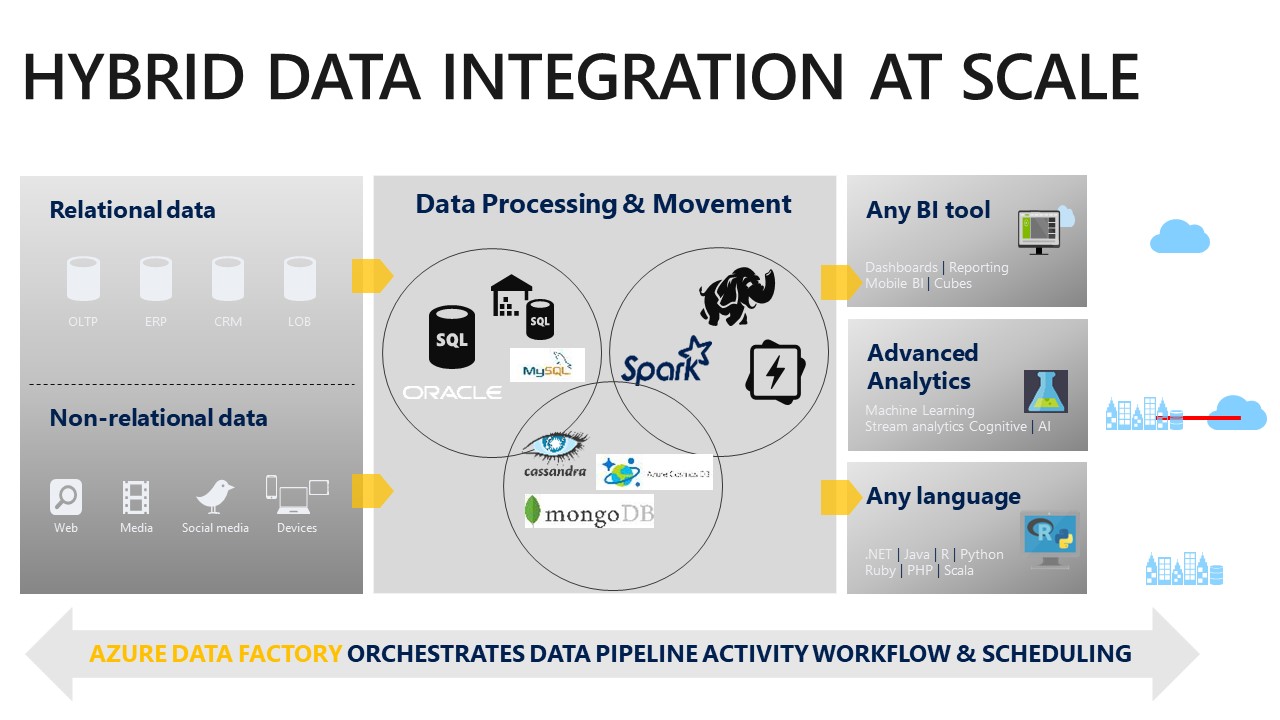 HYBRID DATA INTEGRATION AT SCALE
Relational data
OLTP ERP CRM LOB
Non-relational data
Web Media Social media Devices
Data Processing & Movement
SQL
SQL
MySQL
ORACLE
Spark
cassandra
Azure Cosmos DB
mongoDB
Any BI tool
Dashboards | Reporting
Mobile BI | Cubes
Advanced
Analytics
Machine Learning
Stream analytics Cognitive | AI
Any language
R
.NET | Java | R | Python
Ruby | PHP | Scala
AZURE DATA FACTORY ORCHESTRATES DATA PIPELINE ACTIVITY WORKFLOW & SCHEDULING